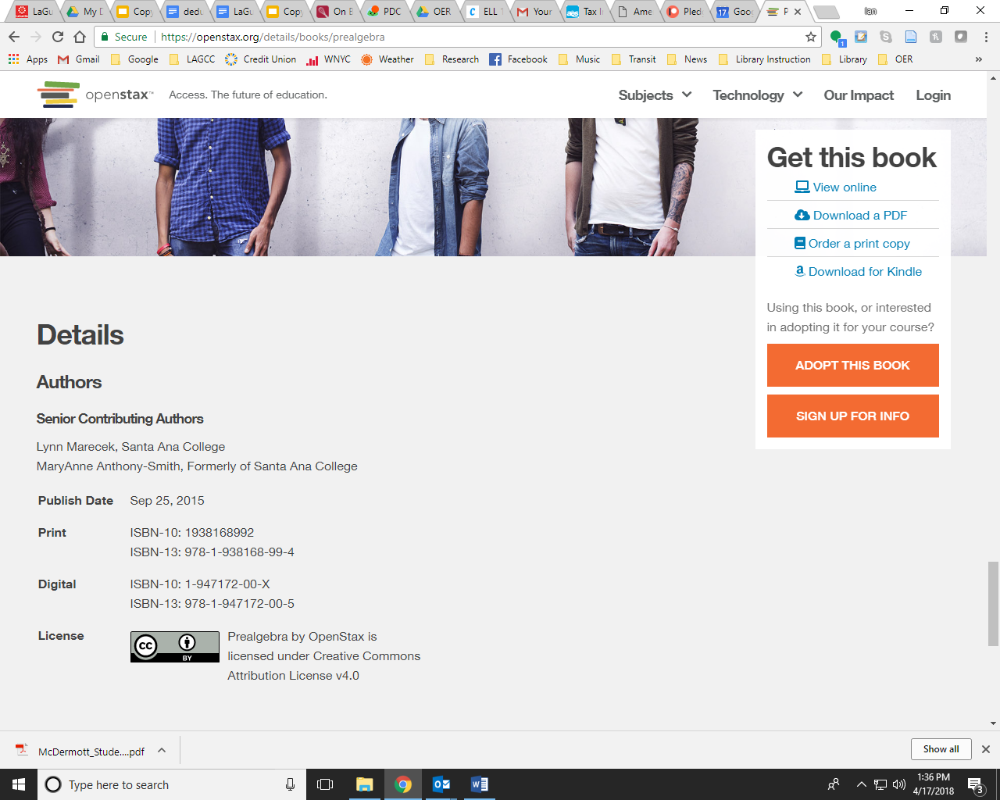 LaGu
My D
Copy
dedu
LaGu
Copy
On B
PDC
OER
ELL
Your
Tax I
Ame
Pled
17 Goog
P
Ian
Secure https://openstax.org/details/books/prealgebra
1
Apps Gmail Google LAGCC Credit Union WNYC Weather Research Facebook Music Transit News Library Instruction Library OER »
openstax™ Access. The future of education. Subjects Technology Our Impact Login
Get this book
View online
Download a PDF
Order a print copy
Download for Kindle
Using this book, or interested
in adopting it for your course?
ADOPT THIS BOOK
SIGN UP FOR INFO
Details
Authors
Senior Contributing Authors
Lynn Marecek, Santa Ana College
MaryAnne Anthony-Smith, Formerly of Santa Ana College
Publish Date Sep 25, 2015
Print ISBN-10: 1938168992
ISBN-13: 978-1-938168-99-4
Digital ISBN-10: 1-947172-00-X
ISBN-13: 978-1-947172-00-5
License cc BY Prealgebra by OpenStax is
licensed under Creative Commons
Attribution License v4.0
McDermott_Stude....pdf Show all
Type here to search
1:36 PM
4/17/2018
3